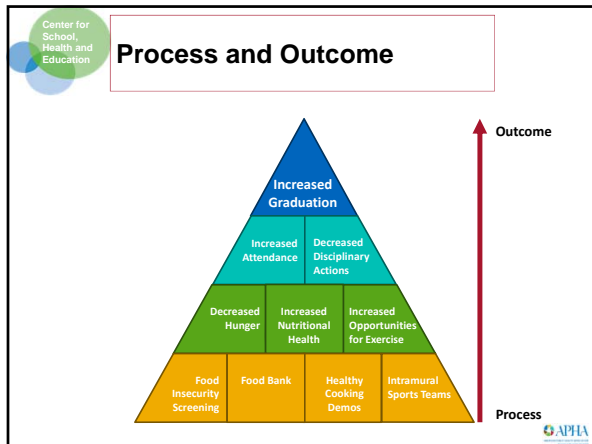 Center for
School,
Health and
Education
Process and Outcome
Outcome
Increased
Graduation
Increased
Attendance
Decreased
Disciplinary
Actions
Decreased
Hunger
Increased
Nutritional
Health
Increased
Opportunities
for Exercise
Food
Insecurity
Screening
Food Bank
Healthy
Cooking
Demos
Intramural
Sports Teams
Process
APHA